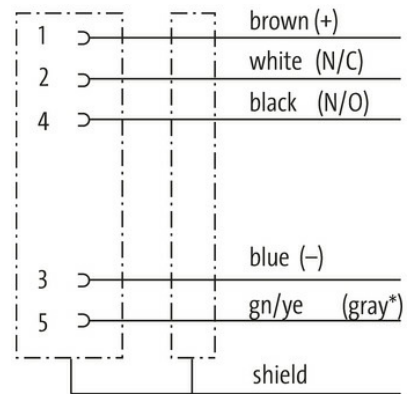 1 brown (+)
2 white (N/C)
4 black (N/O)
3 blue (–)
5 gn/ye (gray*)
shield